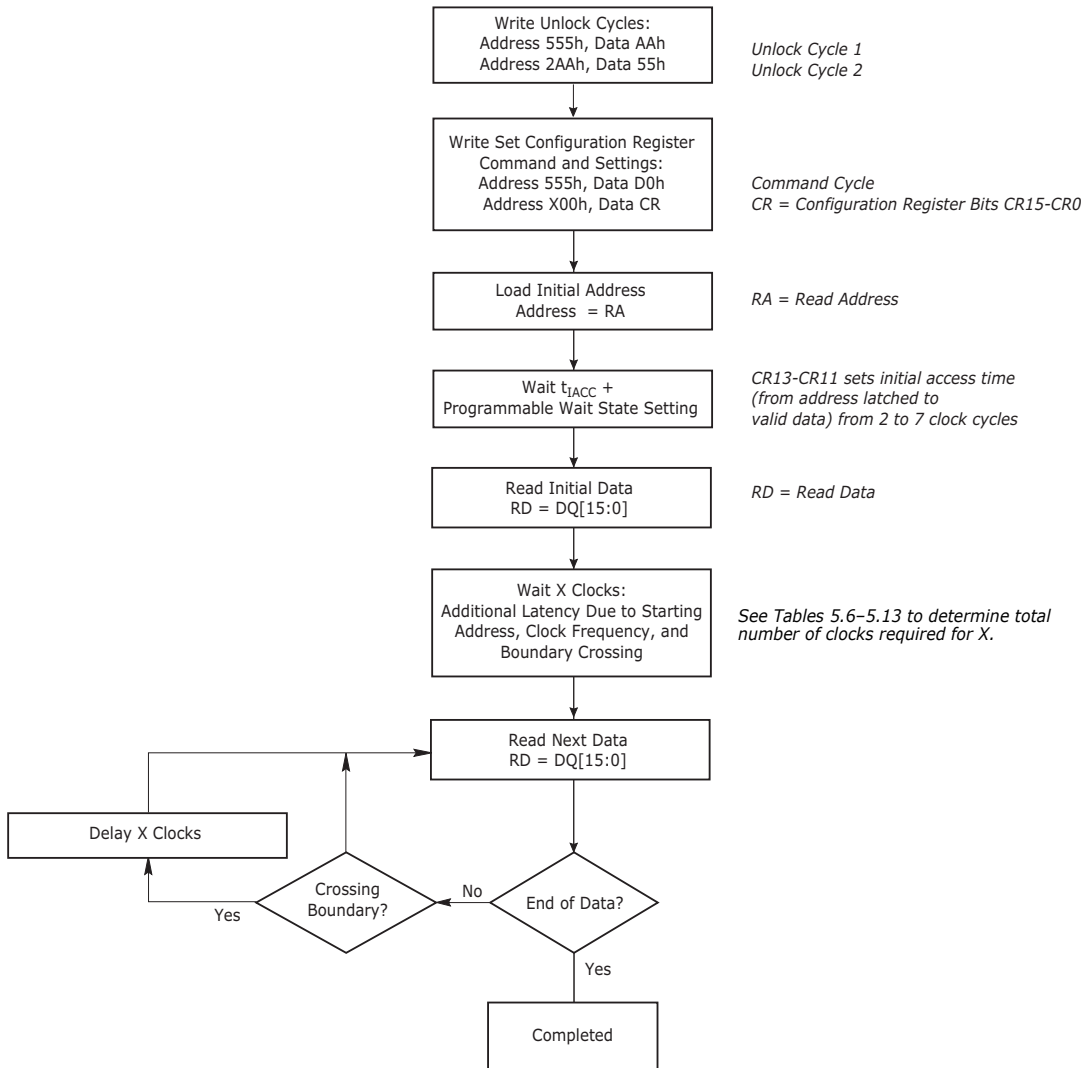 Write Unlock Cycles:
Address 555h, Data AAh
Address 2AAh, Data 55h
Unlock Cycle 1
Unlock Cycle 2
Write Set Configuration Register
Command and Settings:
Address 555h, Data D0h
Address X00h, Data CR
Command Cycle
CR = Configuration Register Bits CR15-CR0
Load Initial Address
Address = RA
RA = Read Address
Wait tIACC +
Programmable Wait State Setting
CR13-CR11 sets initial access time
(from address latched to
valid data) from 2 to 7 clock cycles
Read Initial Data
RD = DQ[15:0]
RD = Read Data
Wait X Clocks:
Additional Latency Due to Starting
Address, Clock Frequency, and
Boundary Crossing
See Tables 5.6–5.13 to determine total
number of clocks required for X.
Read Next Data
RD = DQ[15:0]
Delay X Clocks
Crossing
Boundary?
Yes
No
End of Data?
Yes
Completed